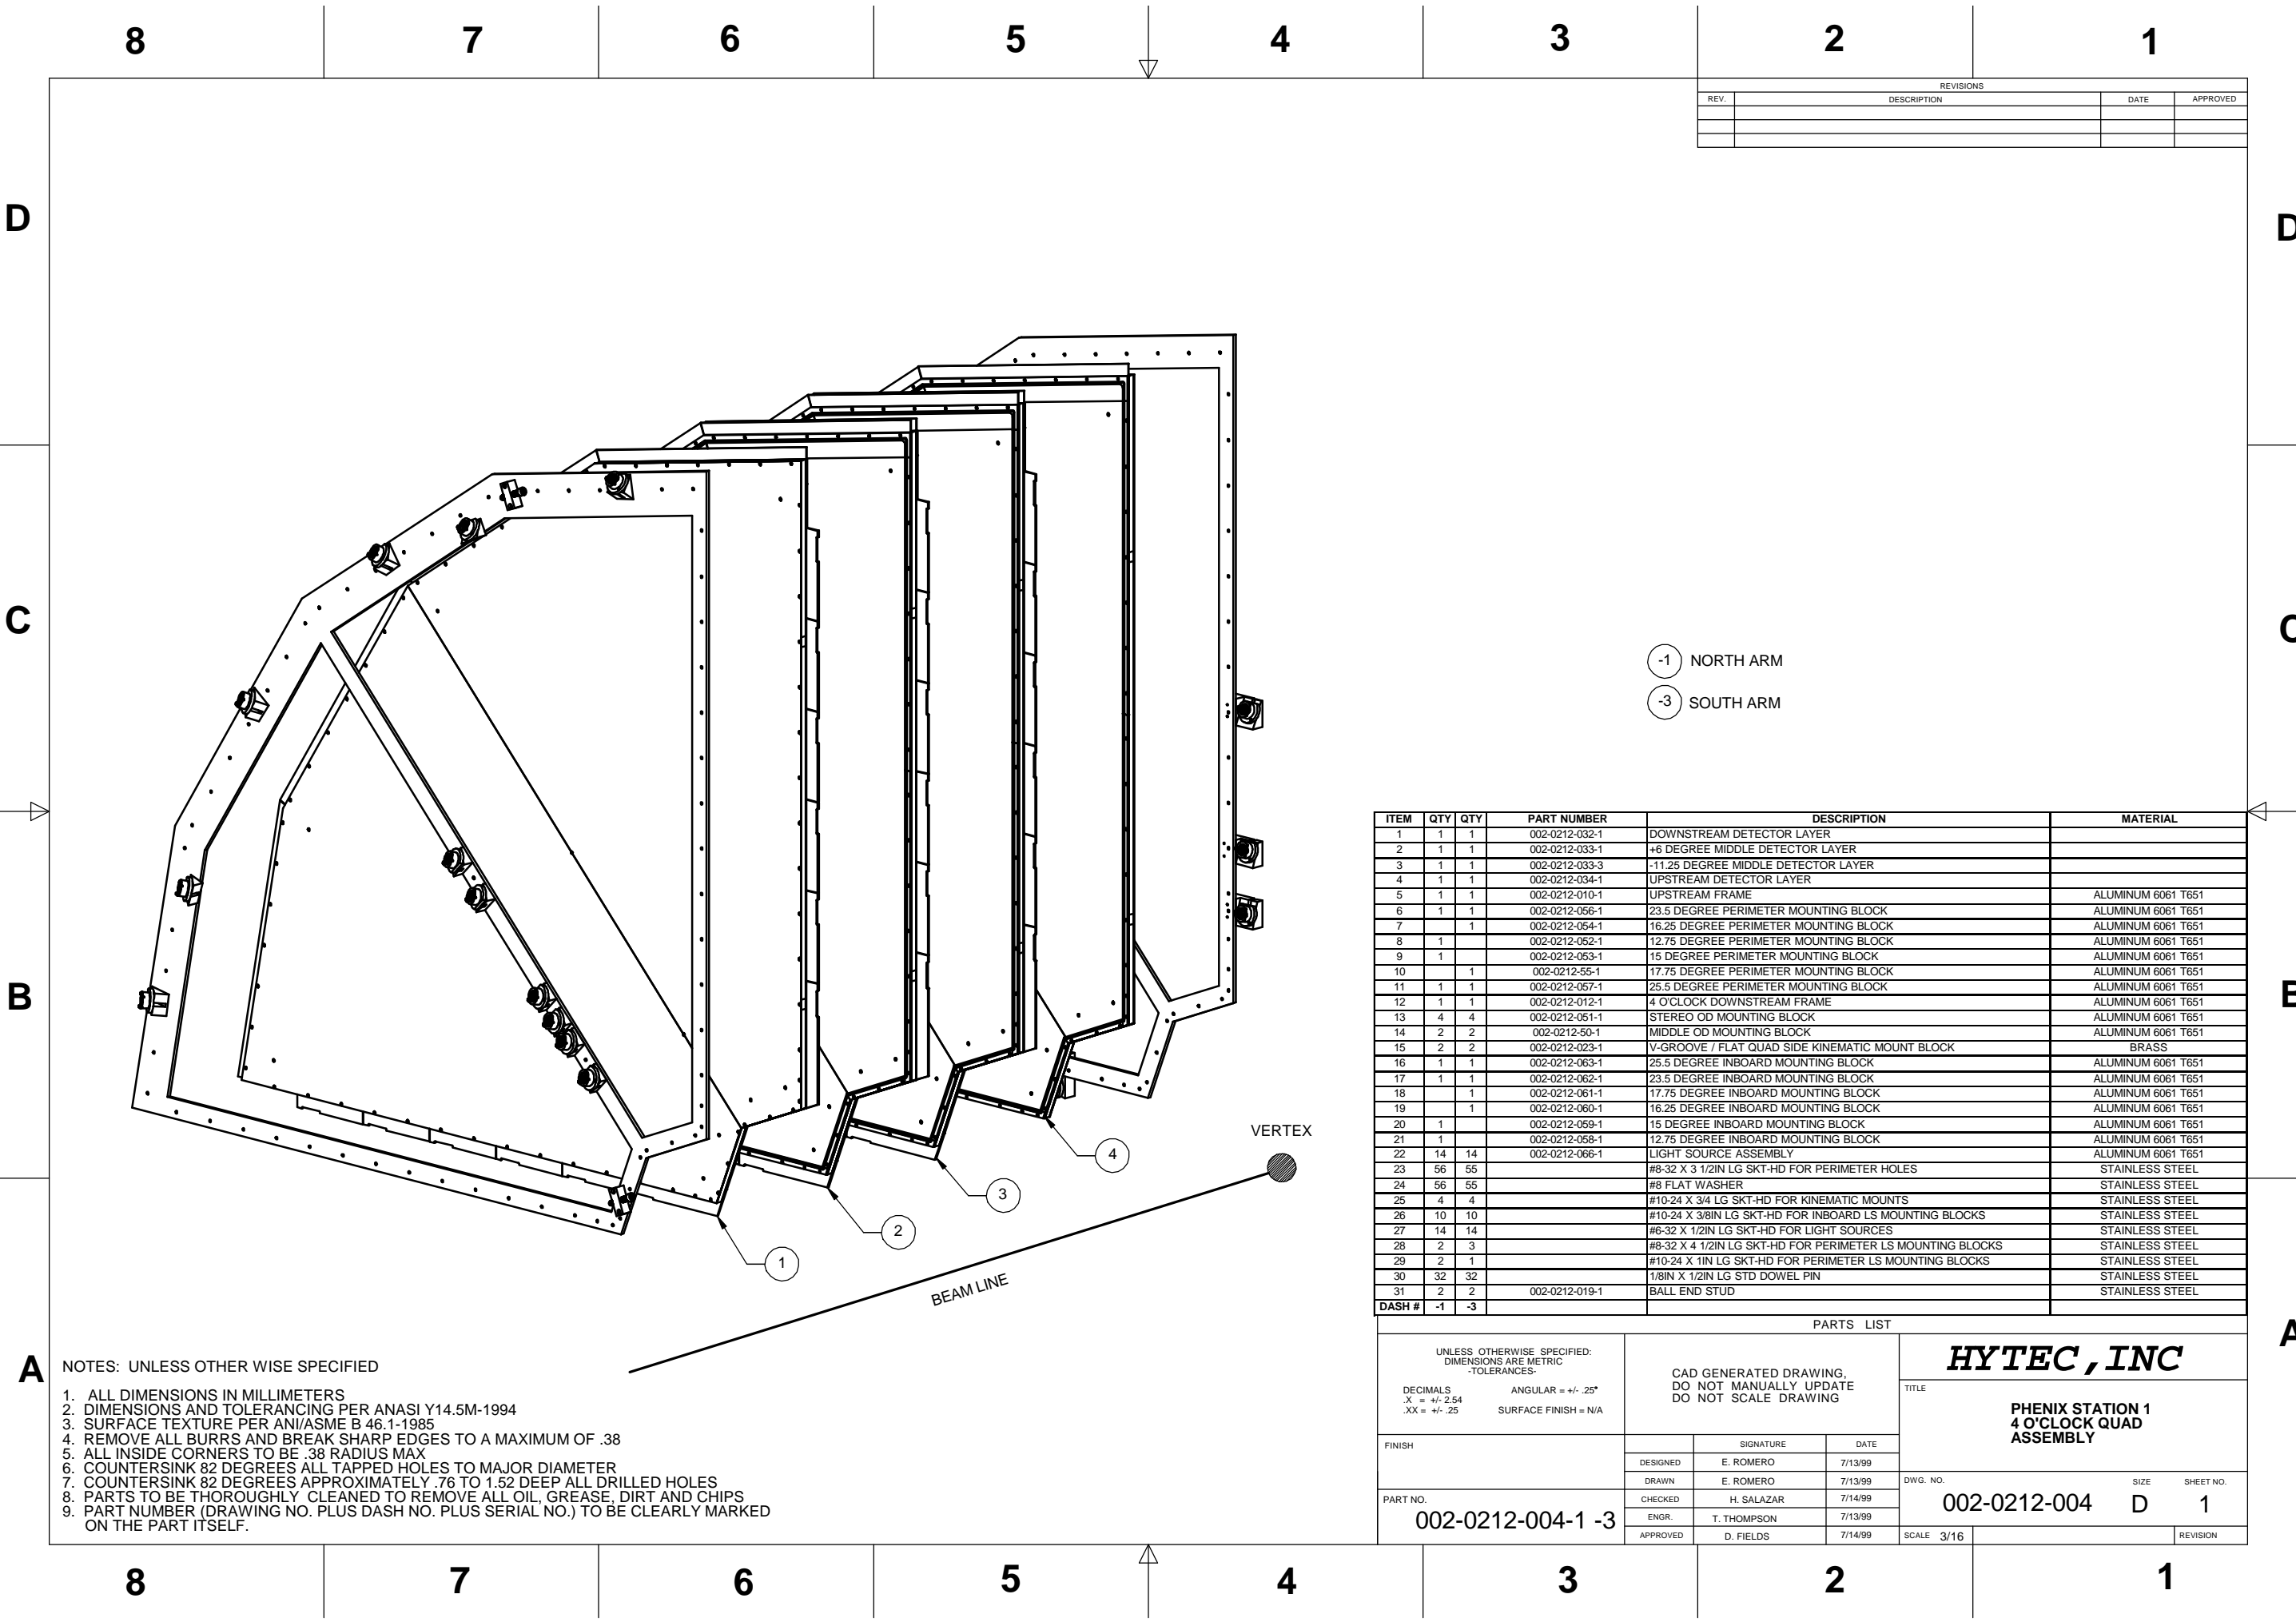 8 7 6 5 4 3 2 1
REVISIONS
REV. DESCRIPTION DATE APPROVED
D D
C C
-1 NORTH ARM
-3 SOUTH ARM
B B
VERTEX
4
3
2
1
BEAM LINE
ITEM QTY QTY PART NUMBER DESCRIPTION MATERIAL
1 1 1 002-0212-032-1 DOWNSTREAM DETECTOR LAYER
2 1 1 002-0212-033-1 +6 DEGREE MIDDLE DETECTOR LAYER
3 1 1 002-0212-033-3 -11.25 DEGREE MIDDLE DETECTOR LAYER
4 1 1 002-0212-034-1 UPSTREAM DETECTOR LAYER
5 1 1 002-0212-010-1 UPSTREAM FRAME ALUMINUM 6061 T651
6 1 1 002-0212-056-1 23.5 DEGREE PERIMETER MOUNTING BLOCK ALUMINUM 6061 T651
7 1 002-0212-054-1 16.25 DEGREE PERIMETER MOUNTING BLOCK ALUMINUM 6061 T651
8 1 002-0212-052-1 12.75 DEGREE PERIMETER MOUNTING BLOCK ALUMINUM 6061 T651
9 1 002-0212-053-1 15 DEGREE PERIMETER MOUNTING BLOCK ALUMINUM 6061 T651
10 1 002-0212-55-1 17.75 DEGREE PERIMETER MOUNTING BLOCK ALUMINUM 6061 T651
11 1 1 002-0212-057-1 25.5 DEGREE PERIMETER MOUNTING BLOCK ALUMINUM 6061 T651
12 1 1 002-0212-012-1 4 O'CLOCK DOWNSTREAM FRAME ALUMINUM 6061 T651
13 4 4 002-0212-051-1 STEREO OD MOUNTING BLOCK ALUMINUM 6061 T651
14 2 2 002-0212-50-1 MIDDLE OD MOUNTING BLOCK ALUMINUM 6061 T651
15 2 2 002-0212-023-1 V-GROOVE / FLAT QUAD SIDE KINEMATIC MOUNT BLOCK BRASS
16 1 1 002-0212-063-1 25.5 DEGREE INBOARD MOUNTING BLOCK ALUMINUM 6061 T651
17 1 1 002-0212-062-1 23.5 DEGREE INBOARD MOUNTING BLOCK ALUMINUM 6061 T651
18 1 002-0212-061-1 17.75 DEGREE INBOARD MOUNTING BLOCK ALUMINUM 6061 T651
19 1 002-0212-060-1 16.25 DEGREE INBOARD MOUNTING BLOCK ALUMINUM 6061 T651
20 1 002-0212-059-1 15 DEGREE INBOARD MOUNTING BLOCK ALUMINUM 6061 T651
21 1 002-0212-058-1 12.75 DEGREE INBOARD MOUNTING BLOCK ALUMINUM 6061 T651
22 14 14 002-0212-066-1 LIGHT SOURCE ASSEMBLY ALUMINUM 6061 T651
23 56 55 #8-32 X 3 1/2IN LG SKT-HD FOR PERIMETER HOLES STAINLESS STEEL
24 56 55 #8 FLAT WASHER STAINLESS STEEL
25 4 4 #10-24 X 3/4 LG SKT-HD FOR KINEMATIC MOUNTS STAINLESS STEEL
26 10 10 #10-24 X 3/8IN LG SKT-HD FOR INBOARD LS MOUNTING BLOCKS STAINLESS STEEL
27 14 14 #6-32 X 1/2IN LG SKT-HD FOR LIGHT SOURCES STAINLESS STEEL
28 2 3 #8-32 X 4 1/2IN LG SKT-HD FOR PERIMETER LS MOUNTING BLOCKS STAINLESS STEEL
29 2 1 #10-24 X 1IN LG SKT-HD FOR PERIMETER LS MOUNTING BLOCKS STAINLESS STEEL
30 32 32 1/8IN X 1/2IN LG STD DOWEL PIN STAINLESS STEEL
31 2 2 002-0212-019-1 BALL END STUD STAINLESS STEEL
DASH # -1 -3
PARTS LIST
A A
NOTES: UNLESS OTHER WISE SPECIFIED
1. ALL DIMENSIONS IN MILLIMETERS
2. DIMENSIONS AND TOLERANCING PER ANASI Y14.5M-1994
3. SURFACE TEXTURE PER ANI/ASME B 46.1-1985
4. REMOVE ALL BURRS AND BREAK SHARP EDGES TO A MAXIMUM OF .38
5. ALL INSIDE CORNERS TO BE .38 RADIUS MAX
6. COUNTERSINK 82 DEGREES ALL TAPPED HOLES TO MAJOR DIAMETER
7. COUNTERSINK 82 DEGREES APPROXIMATELY .76 TO 1.52 DEEP ALL DRILLED HOLES
8. PARTS TO BE THOROUGHLY CLEANED TO REMOVE ALL OIL, GREASE, DIRT AND CHIPS
9. PART NUMBER (DRAWING NO. PLUS DASH NO. PLUS SERIAL NO.) TO BE CLEARLY MARKED
ON THE PART ITSELF.
UNLESS OTHERWISE SPECIFIED:
DIMENSIONS ARE METRIC
-TOLERANCES-
DECIMALS ANGULAR = +/- .25°
.X = +/- 2.54
.XX = +/- .25 SURFACE FINISH = N/A
CAD GENERATED DRAWING,
DO NOT MANUALLY UPDATE
DO NOT SCALE DRAWING
HYTEC,INC
TITLE
PHENIX STATION 1
4 O'CLOCK QUAD
ASSEMBLY
FINISH
SIGNATURE DATE
DESIGNED E. ROMERO 7/13/99
DRAWN E. ROMERO 7/13/99
CHECKED H. SALAZAR 7/14/99
ENGR. T. THOMPSON 7/13/99
APPROVED D. FIELDS 7/14/99
PART NO.
002-0212-004-1 -3
DWG. NO. SIZE SHEET NO.
002-0212-004 D 1
SCALE 3/16 REVISION
8 7 6 5 4 3 2 1